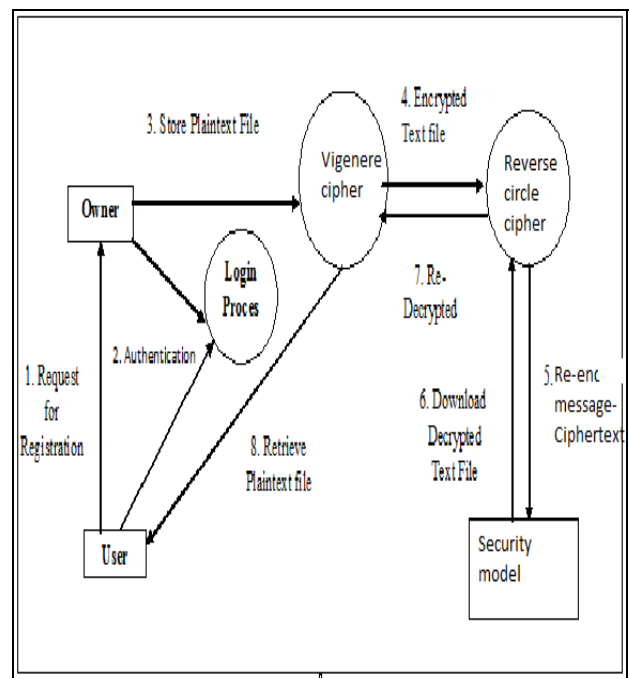 3. Store Plaintext File
4. Encrypted
Text file
Vigenere
cipher
Reverse
circle
cipher
Owner
Login
Proces
7. Re-
Decrypted
2. Authentication
1. Request
for
Registration
8. Retrieve
Plaintext file
6. Download
Decrypted
Text File
5. Re-enc
message-
Ciphertext
User
Security
model